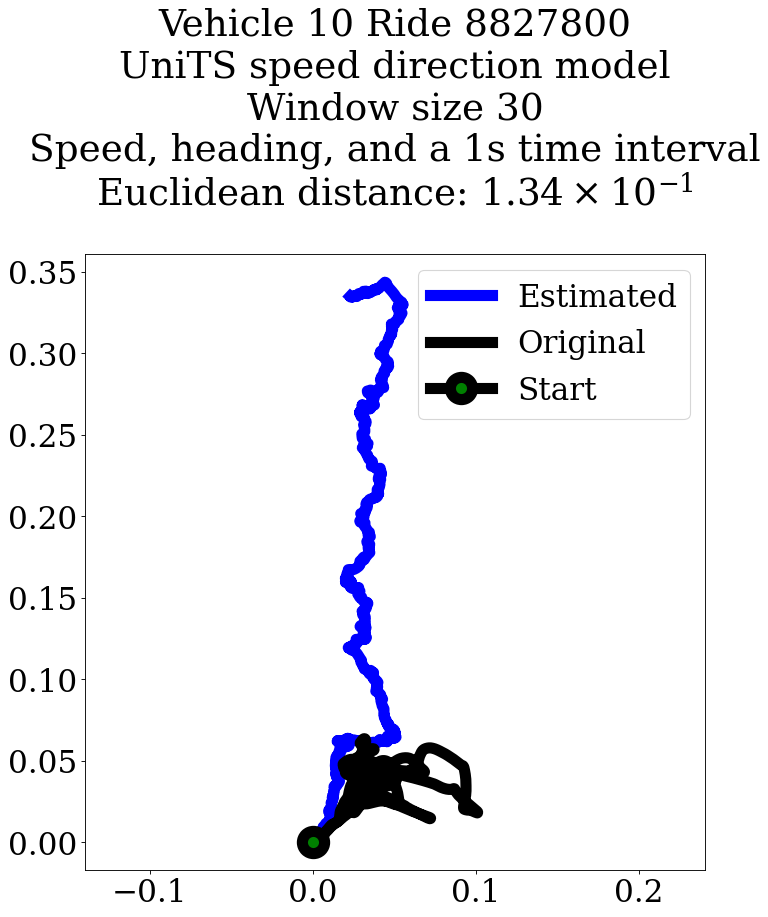 Vehicle 10 Ride 8827800
UniTS speed direction model
Window size 30
Speed, heading, and a 1s time interval
Euclidean distance: 1.34 × 10⁻¹
Estimated
Original
Start
0.35
0.30
0.25
0.20
0.15
0.10
0.05
0.00
−0.1
0.0
0.1
0.2